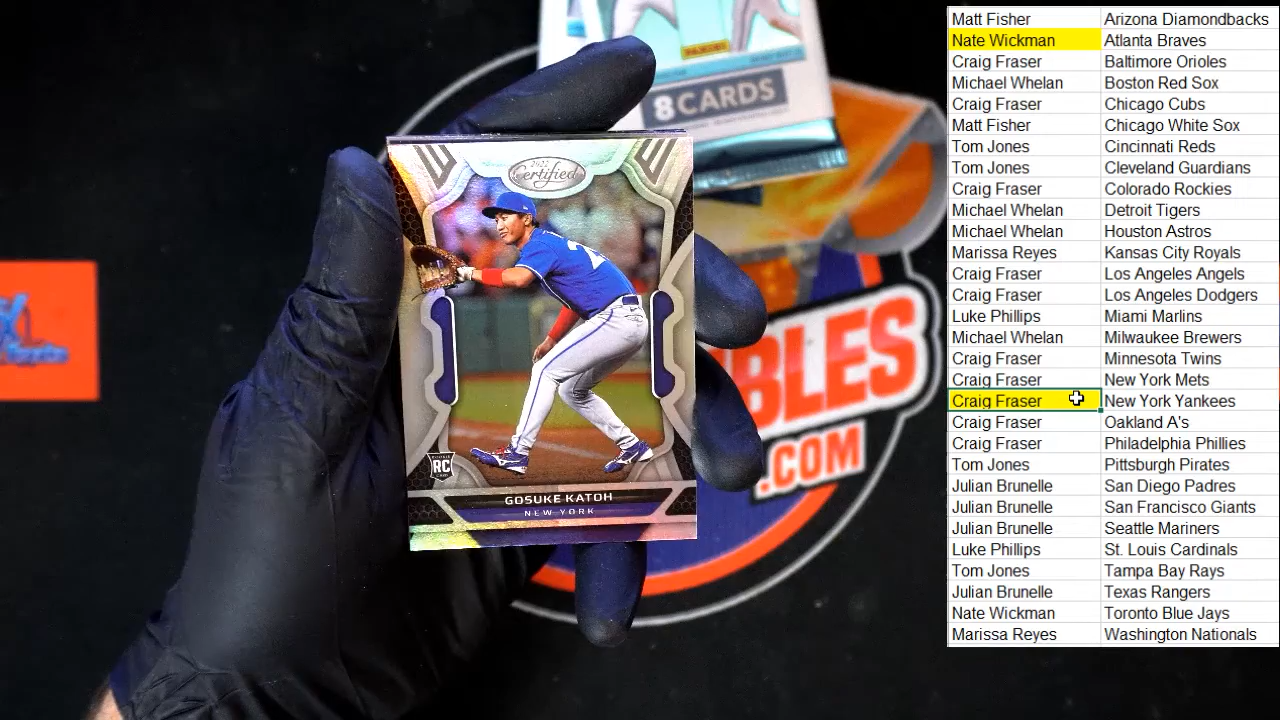 PANINI
8 CARDS
2022
Certified
RC
GOSUKE KATOH
NEW YORK
BLES
.COM
Matt Fisher Arizona Diamondbacks
Nate Wickman Atlanta Braves
Craig Fraser Baltimore Orioles
Michael Whelan Boston Red Sox
Craig Fraser Chicago Cubs
Matt Fisher Chicago White Sox
Tom Jones Cincinnati Reds
Tom Jones Cleveland Guardians
Craig Fraser Colorado Rockies
Michael Whelan Detroit Tigers
Michael Whelan Houston Astros
Marissa Reyes Kansas City Royals
Craig Fraser Los Angeles Angels
Craig Fraser Los Angeles Dodgers
Luke Phillips Miami Marlins
Michael Whelan Milwaukee Brewers
Craig Fraser Minnesota Twins
Craig Fraser New York Mets
Craig Fraser New York Yankees
Craig Fraser Oakland A's
Craig Fraser Philadelphia Phillies
Tom Jones Pittsburgh Pirates
Julian Brunelle San Diego Padres
Julian Brunelle San Francisco Giants
Julian Brunelle Seattle Mariners
Luke Phillips St. Louis Cardinals
Tom Jones Tampa Bay Rays
Julian Brunelle Texas Rangers
Nate Wickman Toronto Blue Jays
Marissa Reyes Washington Nationals